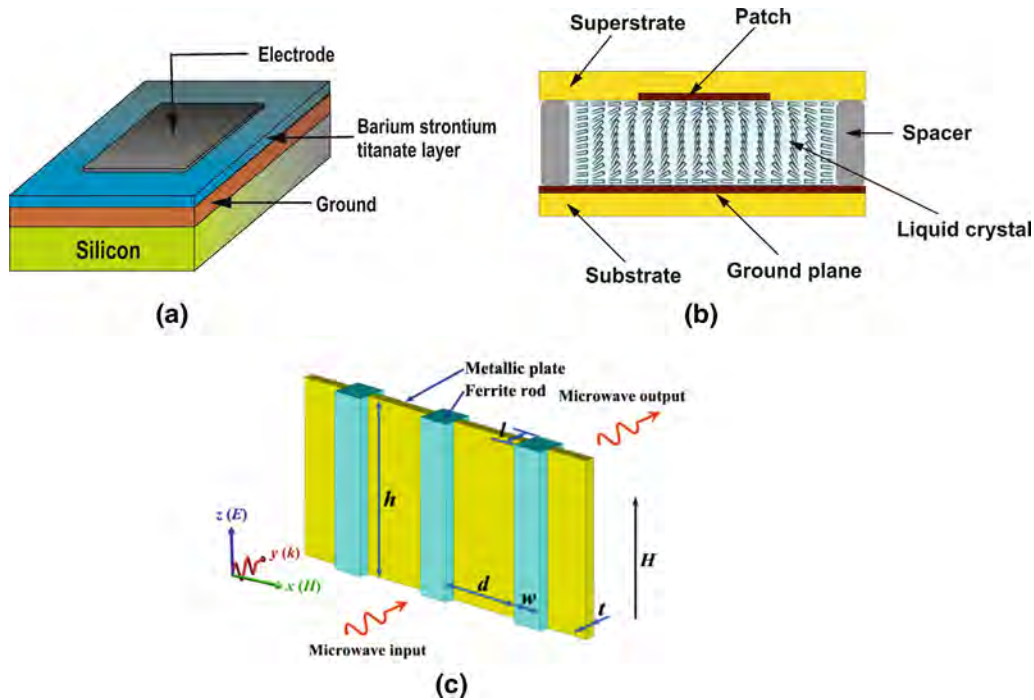 Electrode
Barium strontium
titanate layer
Ground
Silicon
(a)
Superstrate
Patch
Spacer
Liquid crystal
Ground plane
Substrate
(b)
Metallic plate
Ferrite rod
Microwave output
l
h
z (E)
y (k)
x (H)
d
w
t
H
Microwave input
(c)